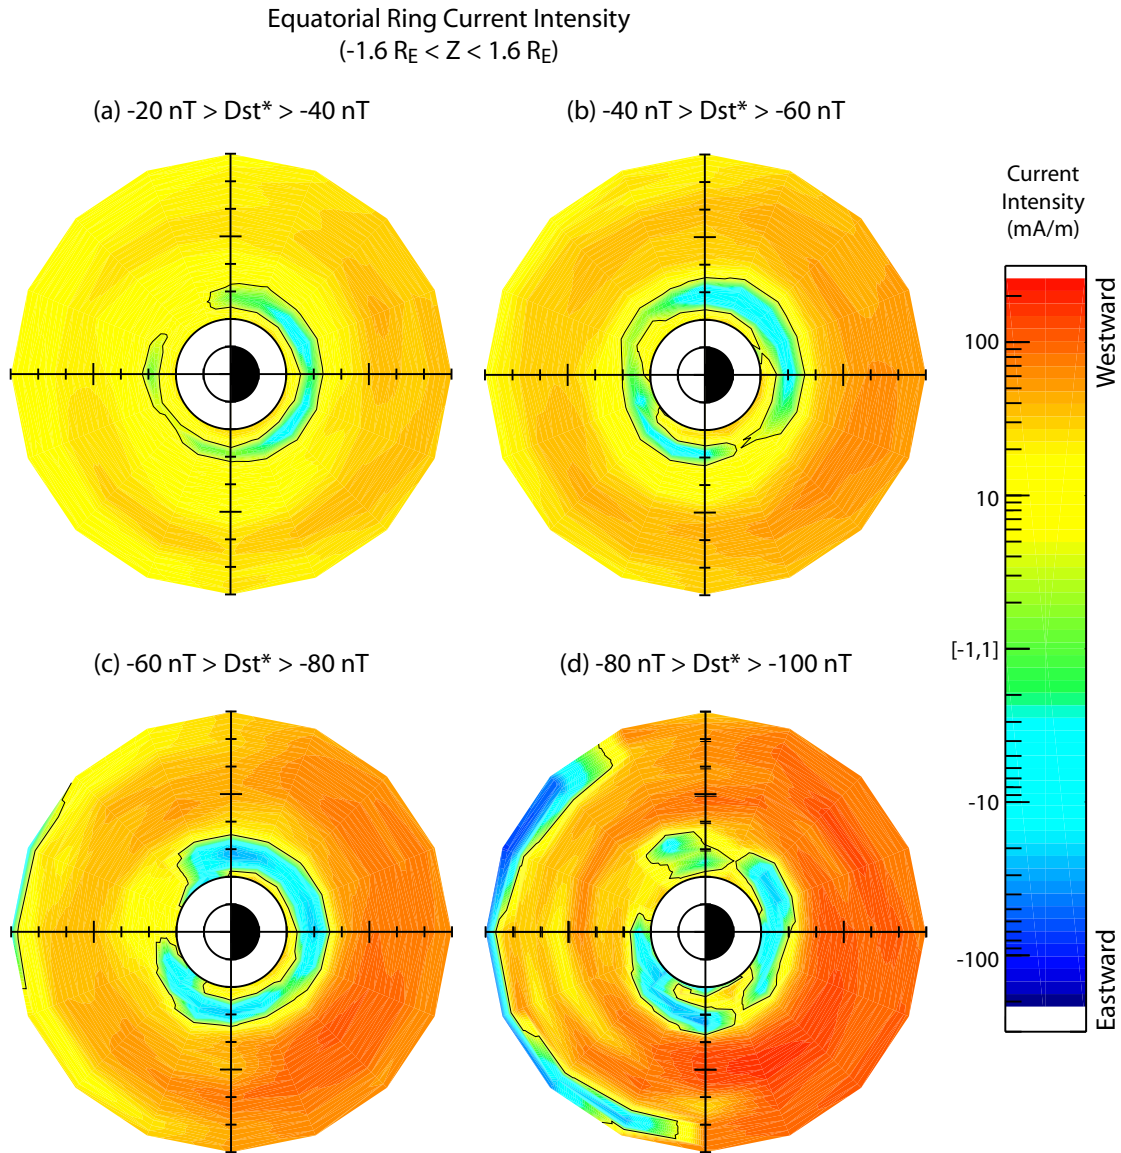 Equatorial Ring Current Intensity
(-1.6 RE < Z < 1.6 RE)
(a) -20 nT > Dst* > -40 nT
(b) -40 nT > Dst* > -60 nT
Current
Intensity
(mA/m)
100
10
[-1,1]
-10
-100
Westward
Eastward
(c) -60 nT > Dst* > -80 nT
(d) -80 nT > Dst* > -100 nT